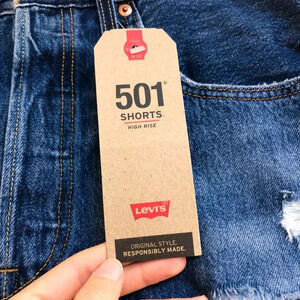 501®
SHORTS
HIGH RISE
Levi's
ORIGINAL STYLE.
RESPONSIBLY MADE.